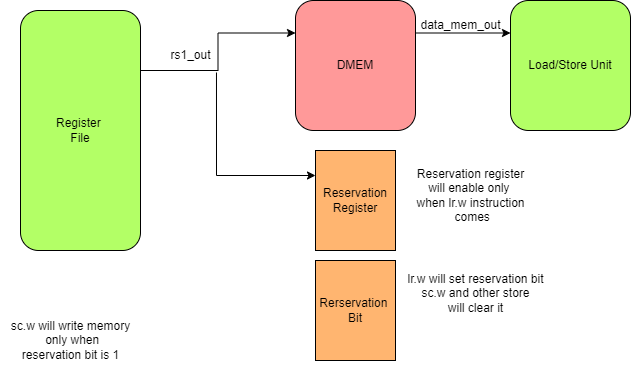 data_mem_out
rs1_out
DMEM
Load/Store Unit
Register
File
Reservation
Register
Reservation register
will enable only
when lr.w instruction
comes
Rerservation
Bit
lr.w will set reservation bit
sc.w and other store
will clear it
sc.w will write memory
only when
reservation bit is 1